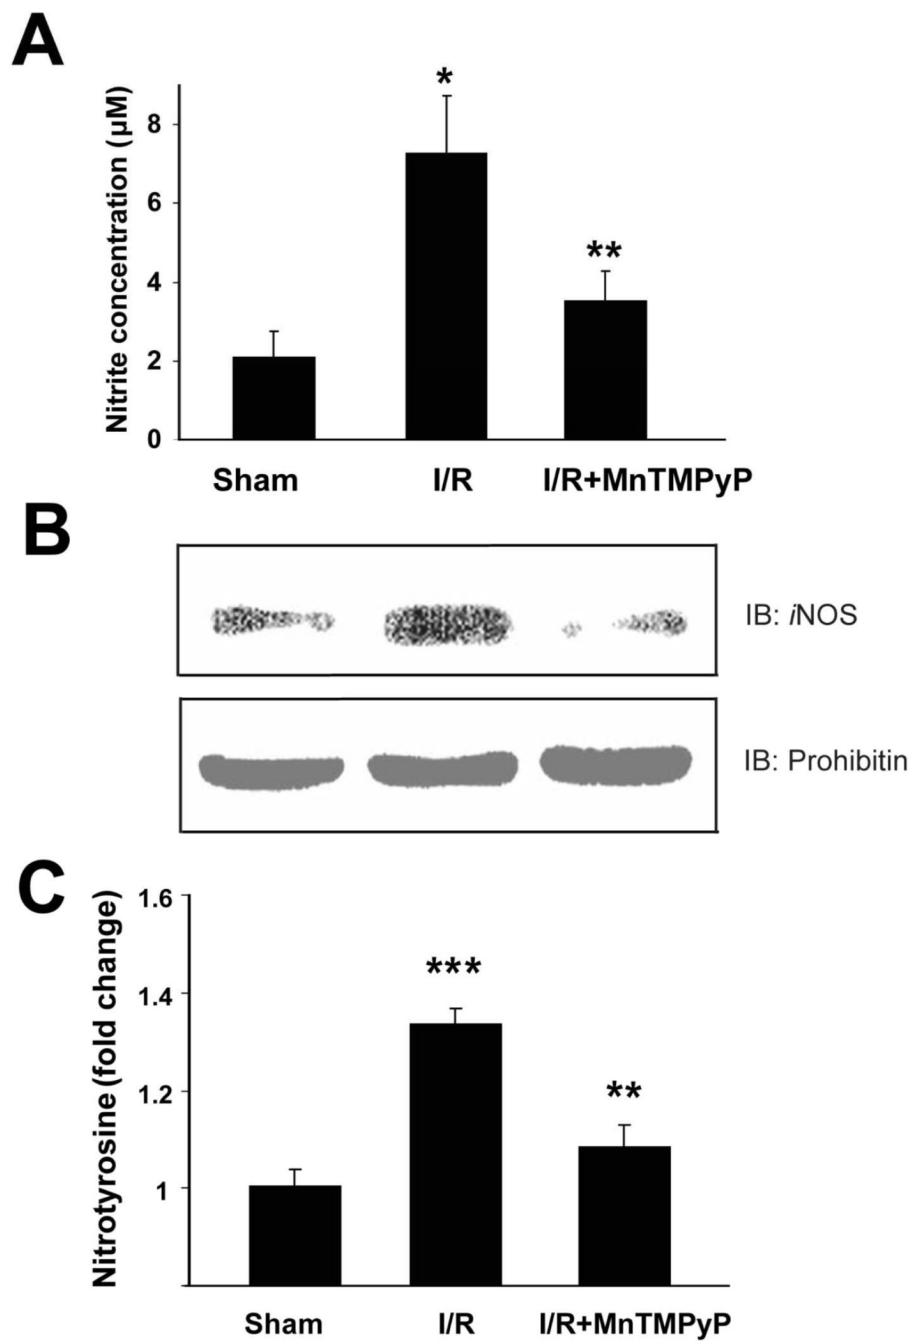 A
Nitrite concentration (µM)
8
6
4
2
0
*
**
Sham I/R I/R+MnTMPyP
B
IB: iNOS
IB: Prohibitin
C
Nitrotyrosine (fold change)
1.6
1.4
1.2
1
***
**
Sham I/R I/R+MnTMPyP